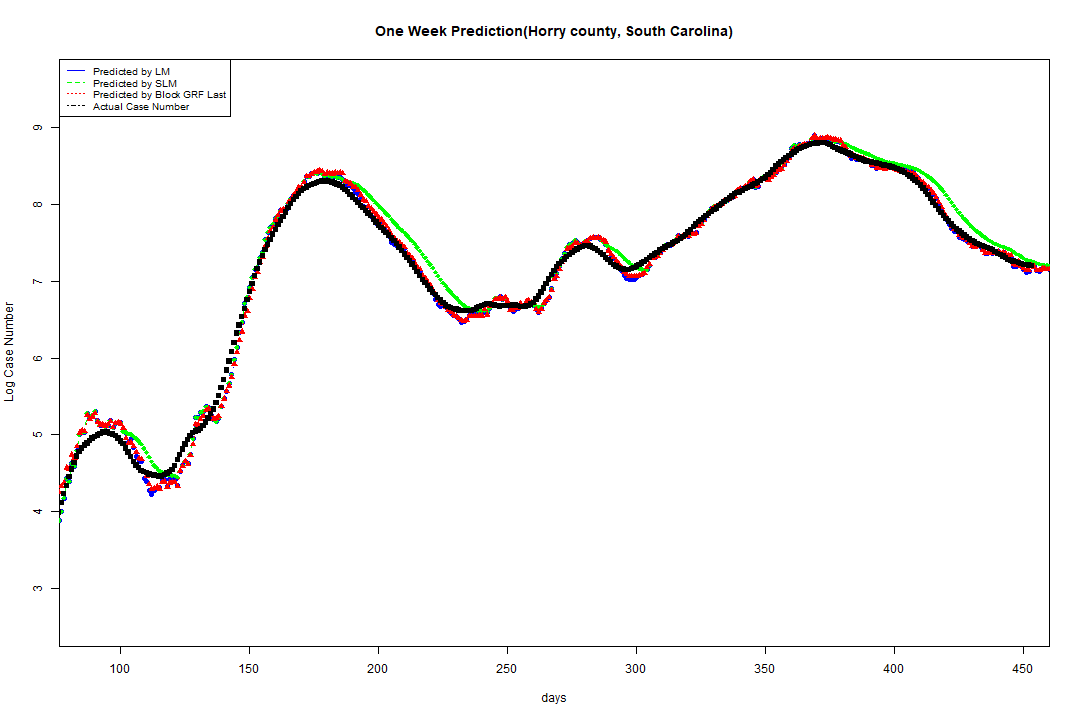 One Week Prediction(Horry county, South Carolina)
Predicted by LM
Predicted by SLM
Predicted by Block GRF Last
Actual Case Number
9
8
7
6
5
4
3
Log Case Number
100 150 200 250 300 350 400 450
days